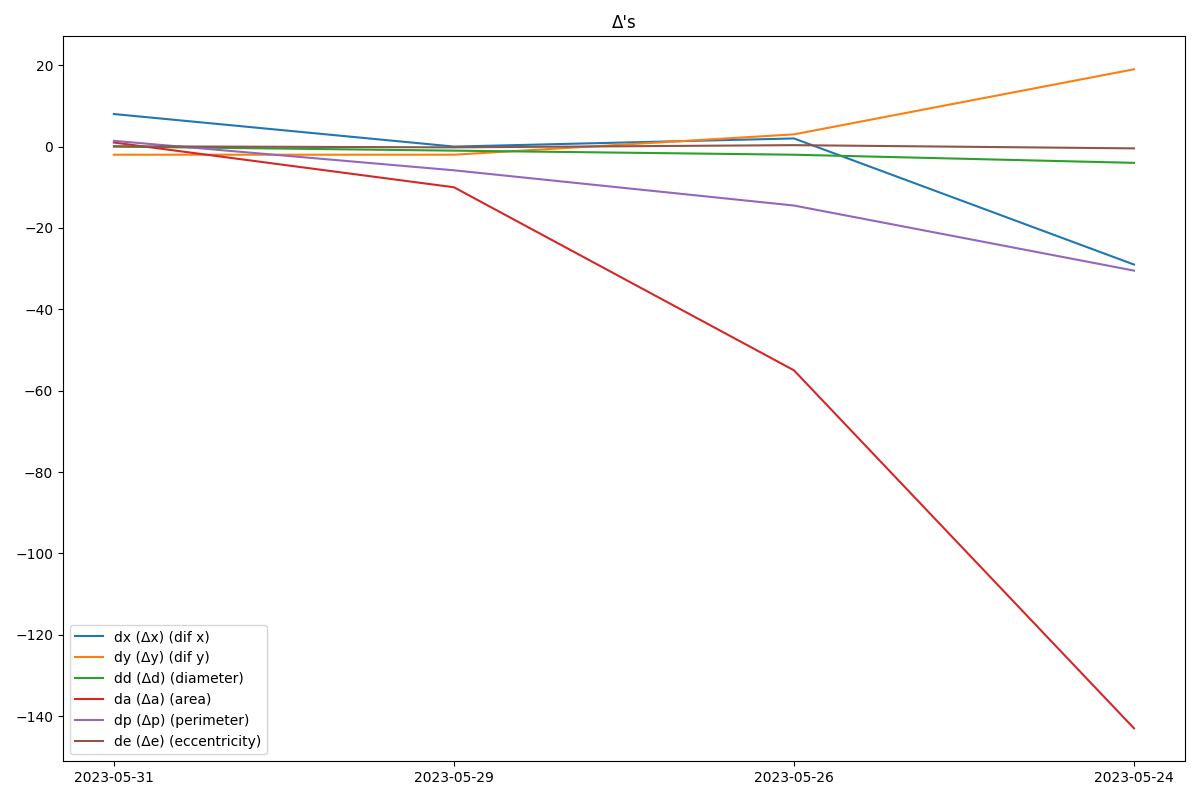 Δ's
20
0
−20
−40
−60
−80
−100
−120
−140
dx (Δx) (dif x)
dy (Δy) (dif y)
dd (Δd) (diameter)
da (Δa) (area)
dp (Δp) (perimeter)
de (Δe) (eccentricity)
2023-05-31 2023-05-29 2023-05-26 2023-05-24